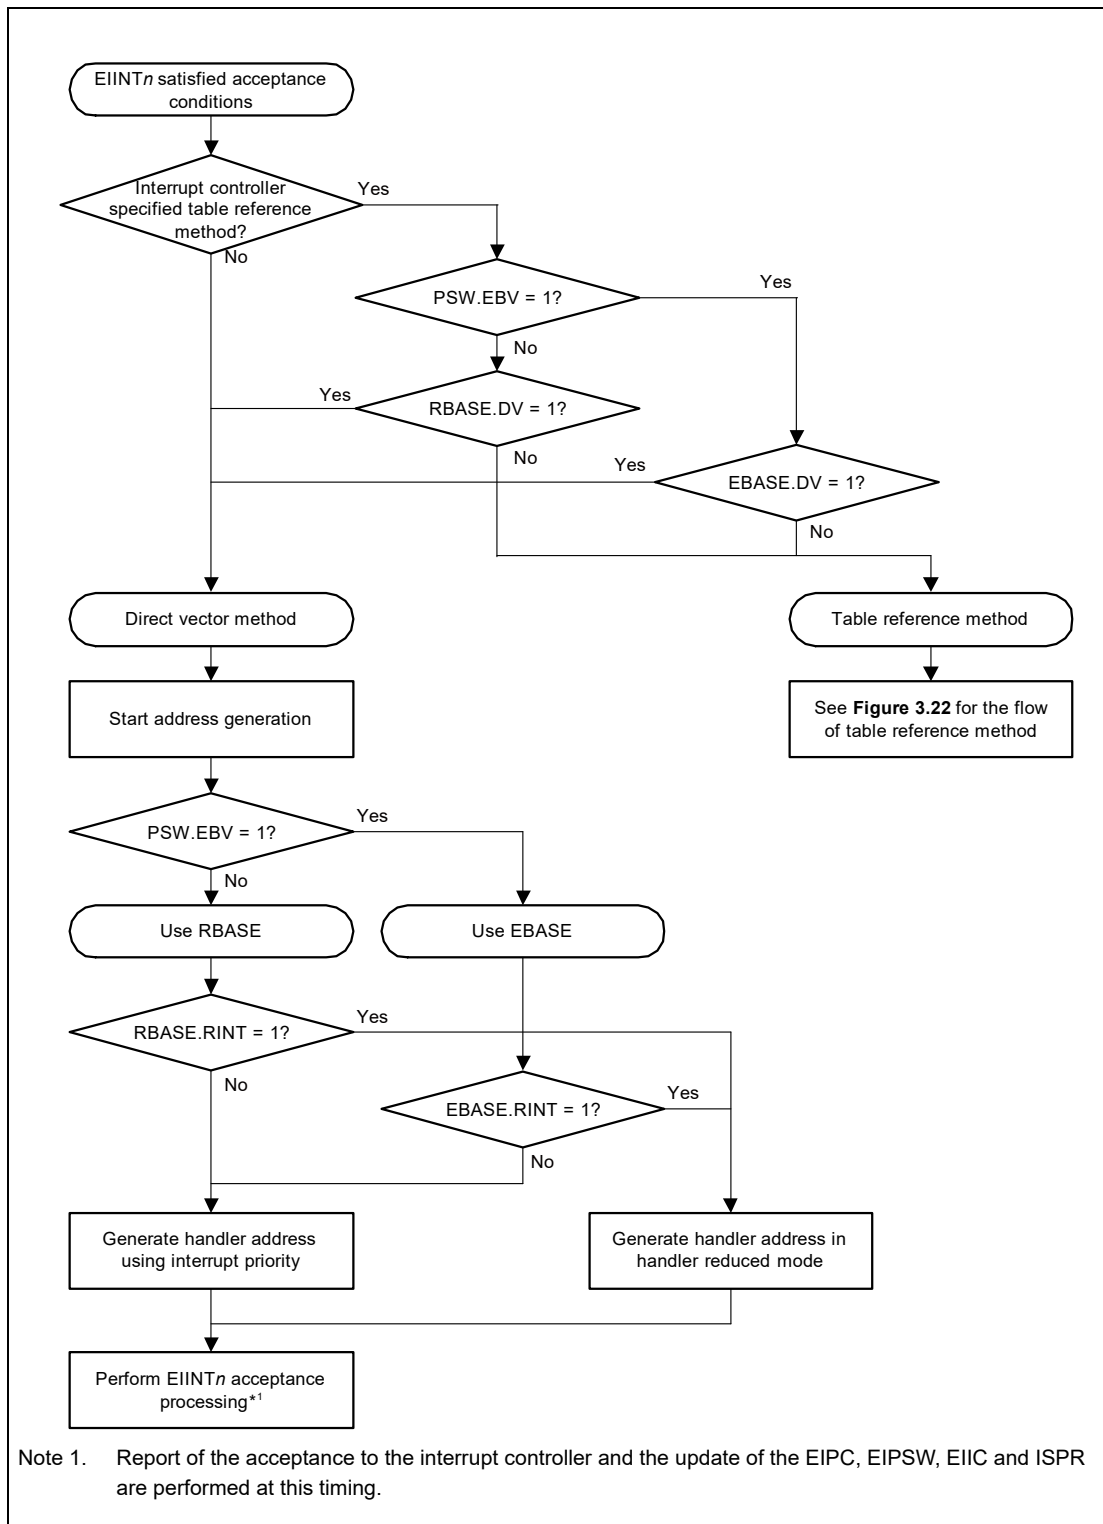 EIINTn satisfied acceptance
conditions
Interrupt controller
specified table reference
method?
Yes
No
PSW.EBV = 1?
Yes
No
RBASE.DV = 1?
Yes
No
EBASE.DV = 1?
Yes
No
Direct vector method
Table reference method
Start address generation
See Figure 3.22 for the flow
of table reference method
PSW.EBV = 1?
Yes
No
Use RBASE
Use EBASE
RBASE.RINT = 1?
Yes
No
EBASE.RINT = 1?
Yes
No
Generate handler address
using interrupt priority
Generate handler address in
handler reduced mode
Perform EIINTn acceptance
processing*1
Note 1. Report of the acceptance to the interrupt controller and the update of the EIPC, EIPSW, EIIC and ISPR
are performed at this timing.